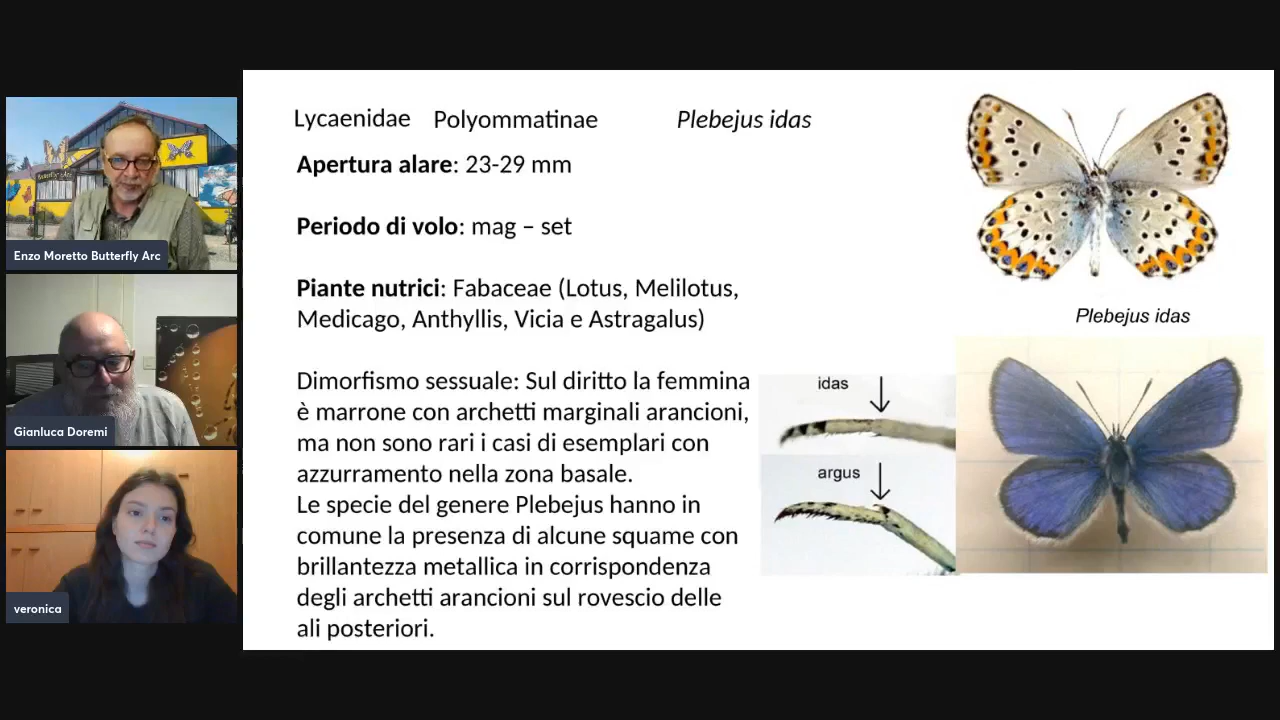 Lycaenidae Polyommatinae Plebejus idas
Apertura alare: 23-29 mm
Periodo di volo: mag – set
Piante nutrici: Fabaceae (Lotus, Melilotus,
Medicago, Anthyllis, Vicia e Astragalus)
Dimorfismo sessuale: Sul diritto la femmina
è marrone con archetti marginali arancioni,
ma non sono rari i casi di esemplari con
azzurramento nella zona basale.
Le specie del genere Plebejus hanno in
comune la presenza di alcune squame con
brillantezza metallica in corrispondenza
degli archetti arancioni sul rovescio delle
ali posteriori.
Plebejus idas
idas
argus
Enzo Moretto Butterfly Arc
Gianluca Doremi
veronica